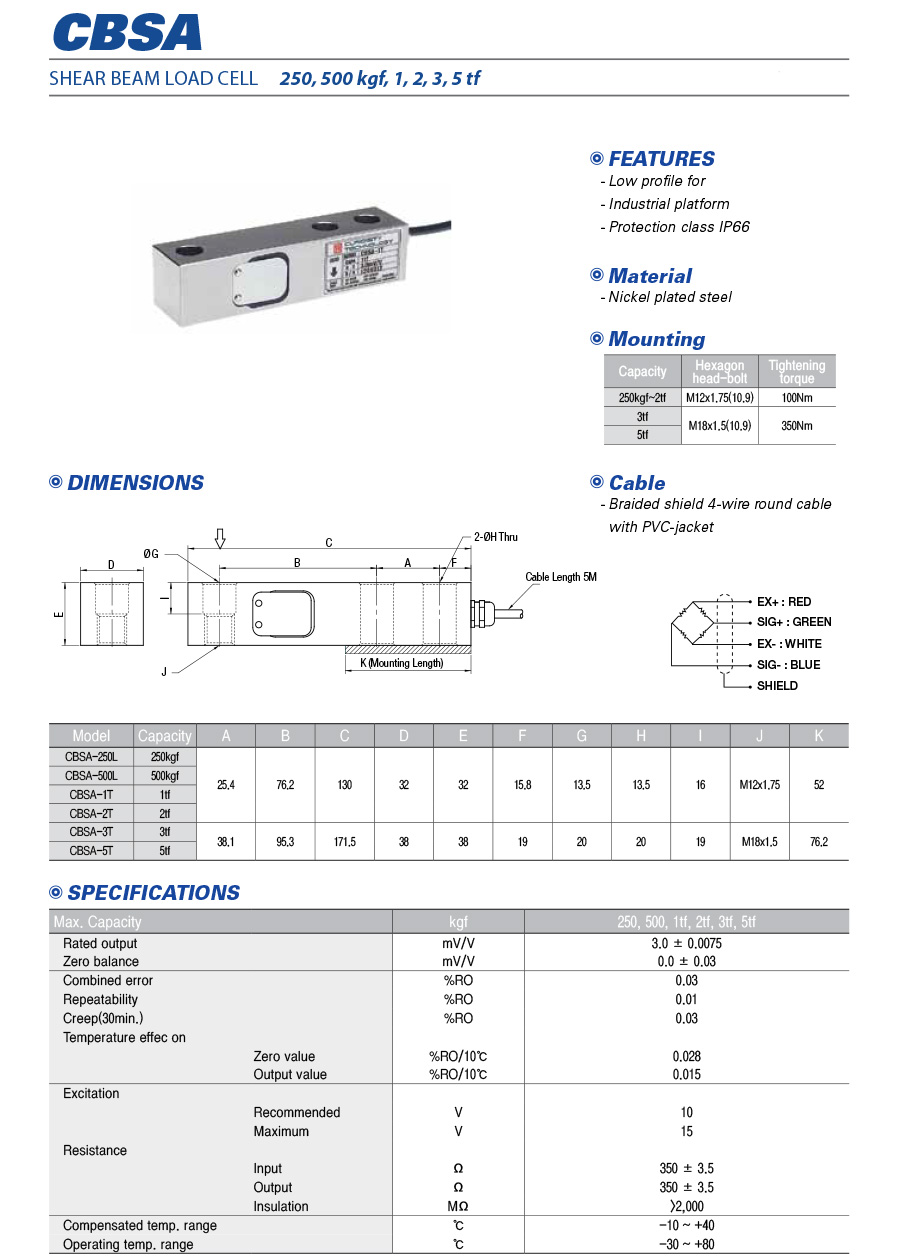 CBSA
SHEAR BEAM LOAD CELL 250, 500 kgf, 1, 2, 3, 5 tf
FEATURES
- Low profile for
- Industrial platform
- Protection class IP66
Material
- Nickel plated steel
Mounting
Capacity Hexagon head-bolt Tightening torque
250kgf~2tf M12x1.75(10.9) 100Nm
3tf M18x1.5(10.9) 350Nm
5tf
DIMENSIONS
Cable
- Braided shield 4-wire round cable
with PVC-jacket
C
2-ØH Thru
ØG
B A F
D
Cable Length 5M
E
I
J
K (Mounting Length)
EX+ : RED
SIG+ : GREEN
EX- : WHITE
SIG- : BLUE
SHIELD
Model Capacity A B C D E F G H I J K
CBSA-250L 250kgf
CBSA-500L 500kgf
25.4 76.2 130 32 32 15.8 13.5 13.5 16 M12x1.75 52
CBSA-1T 1tf
CBSA-2T 2tf
CBSA-3T 3tf
38.1 95.3 171.5 38 38 19 20 20 19 M18x1.5 76.2
CBSA-5T 5tf
SPECIFICATIONS
Max. Capacity kgf 250, 500, 1tf, 2tf, 3tf, 5tf
Rated output mV/V 3.0 ± 0.0075
Zero balance mV/V 0.0 ± 0.03
Combined error %RO 0.03
Repeatability %RO 0.01
Creep(30min.) %RO 0.03
Temperature effec on
Zero value %RO/10℃ 0.028
Output value %RO/10℃ 0.015
Excitation
Recommended V 10
Maximum V 15
Resistance
Input Ω 350 ± 3.5
Output Ω 350 ± 3.5
Insulation MΩ >2,000
Compensated temp. range ℃ -10 ~ +40
Operating temp. range ℃ -30 ~ +80